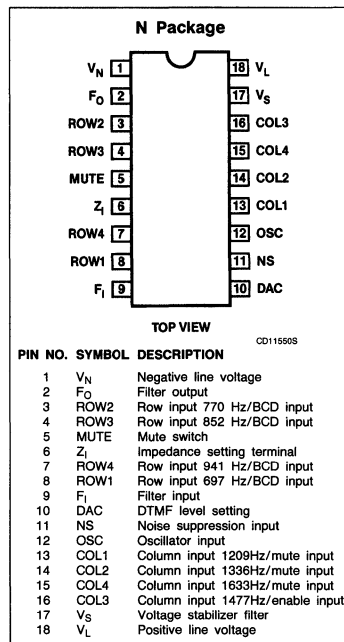 N Package
V_N 1 18 V_L
F_O 2 17 V_S
ROW2 3 16 COL3
ROW3 4 15 COL4
MUTE 5 14 COL2
Z_I 6 13 COL1
ROW4 7 12 OSC
ROW1 8 11 NS
F_I 9 10 DAC
TOP VIEW
CD11550S
PIN NO. SYMBOL DESCRIPTION
1 V_N Negative line voltage
2 F_O Filter output
3 ROW2 Row input 770 Hz/BCD input
4 ROW3 Row input 852 Hz/BCD input
5 MUTE Mute switch
6 Z_I Impedance setting terminal
7 ROW4 Row input 941 Hz/BCD input
8 ROW1 Row input 697 Hz/BCD input
9 F_I Filter input
10 DAC DTMF level setting
11 NS Noise suppression input
12 OSC Oscillator input
13 COL1 Column input 1209Hz/mute input
14 COL2 Column input 1336Hz/mute input
15 COL4 Column input 1633Hz/mute input
16 COL3 Column input 1477Hz/enable input
17 V_S Voltage stabilizer filter
18 V_L Positive line voltage